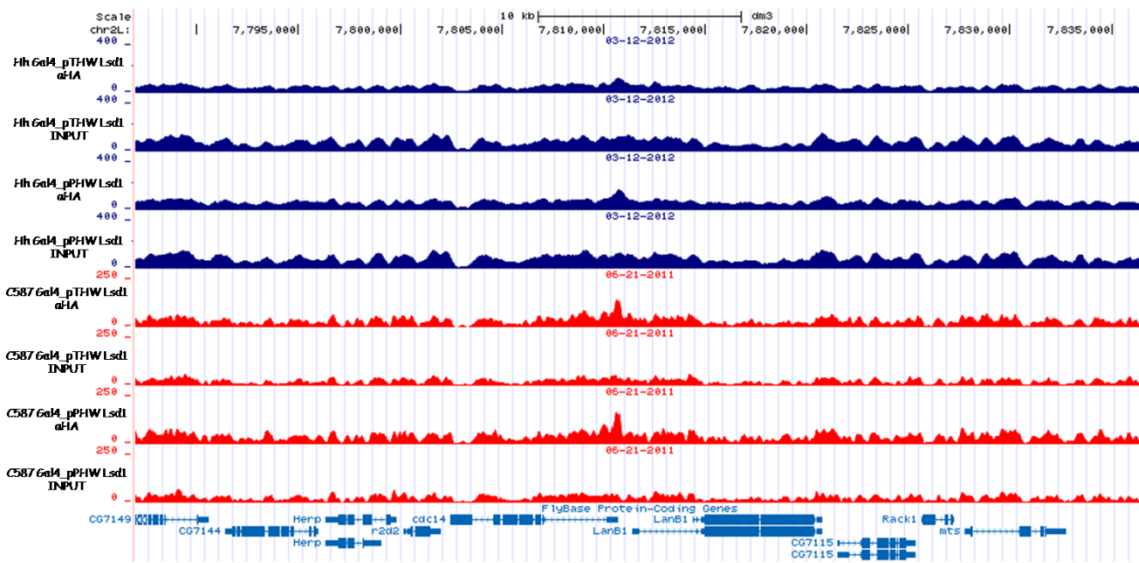 Scale 10 kb dm3
chr2L: 7,795,000 7,800,000 7,805,000 7,810,000 7,815,000 7,820,000 7,825,000 7,830,000 7,835,000
400 _ 03-12-2012
Hh Gal4_pTHW Lsd1
aHA
0 _
400 _ 03-12-2012
Hh Gal4_pTHW Lsd1
INPUT
0 _
400 _ 03-12-2012
Hh Gal4_pPHW Lsd1
aHA
0 _
400 _ 03-12-2012
Hh Gal4_pPHW Lsd1
INPUT
0 _
250 _ 06-21-2011
C587 Gal4_pTHW Lsd1
aHA
0 _
250 _ 06-21-2011
C587 Gal4_pTHW Lsd1
INPUT
0 _
250 _ 06-21-2011
C587 Gal4_pPHW Lsd1
aHA
0 _
250 _ 06-21-2011
C587 Gal4_pPHW Lsd1
INPUT
0 _
FlyBase Protein-Coding Genes
CG7149 Herp cdc14 LanB1 Rack1
CG7144 r2d2 LanB1 mts
Herp CG7115
CG7115